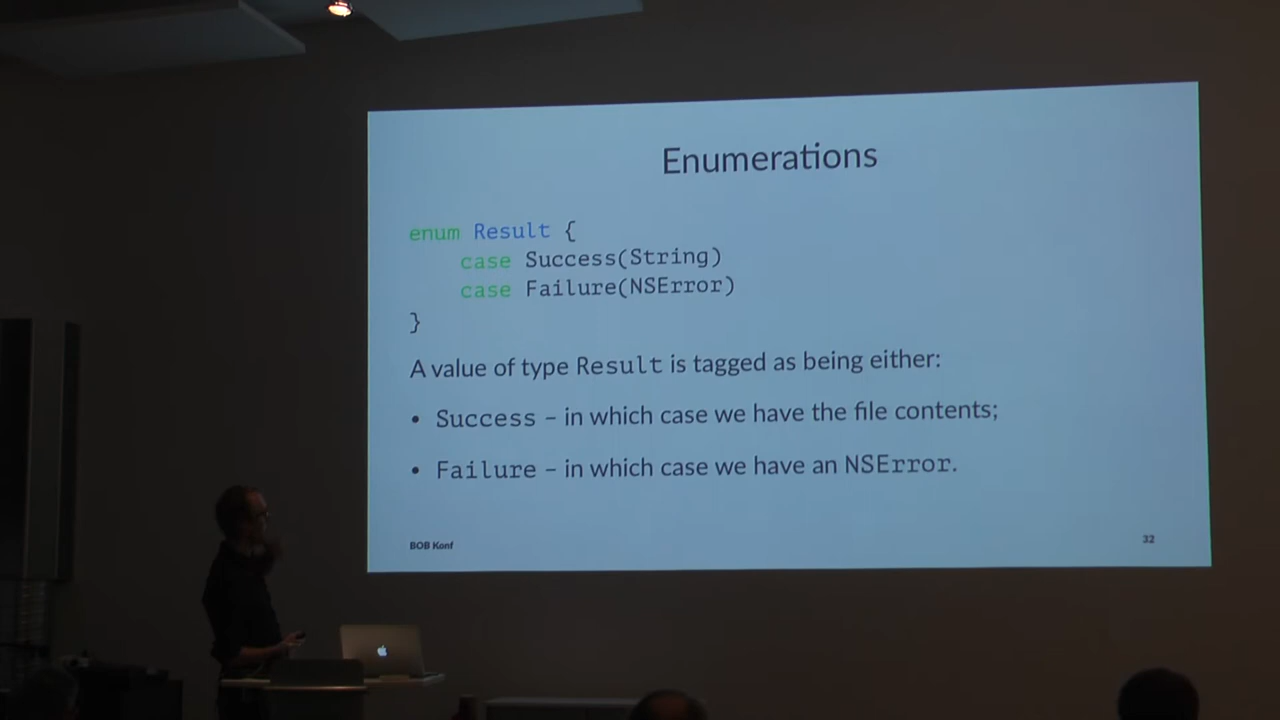 Enumerations
enum Result {
case Success(String)
case Failure(NSError)
}
A value of type Result is tagged as being either:
• Success – in which case we have the file contents;
• Failure – in which case we have an NSError.
BOB Konf
32